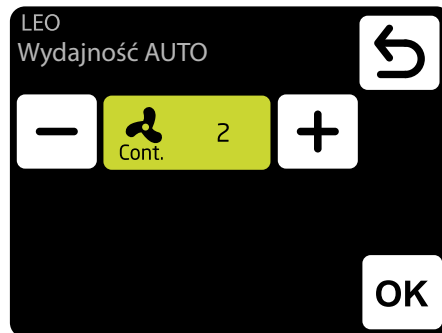 LEO
Wydajność AUTO
− 2 +
Cont.
OK